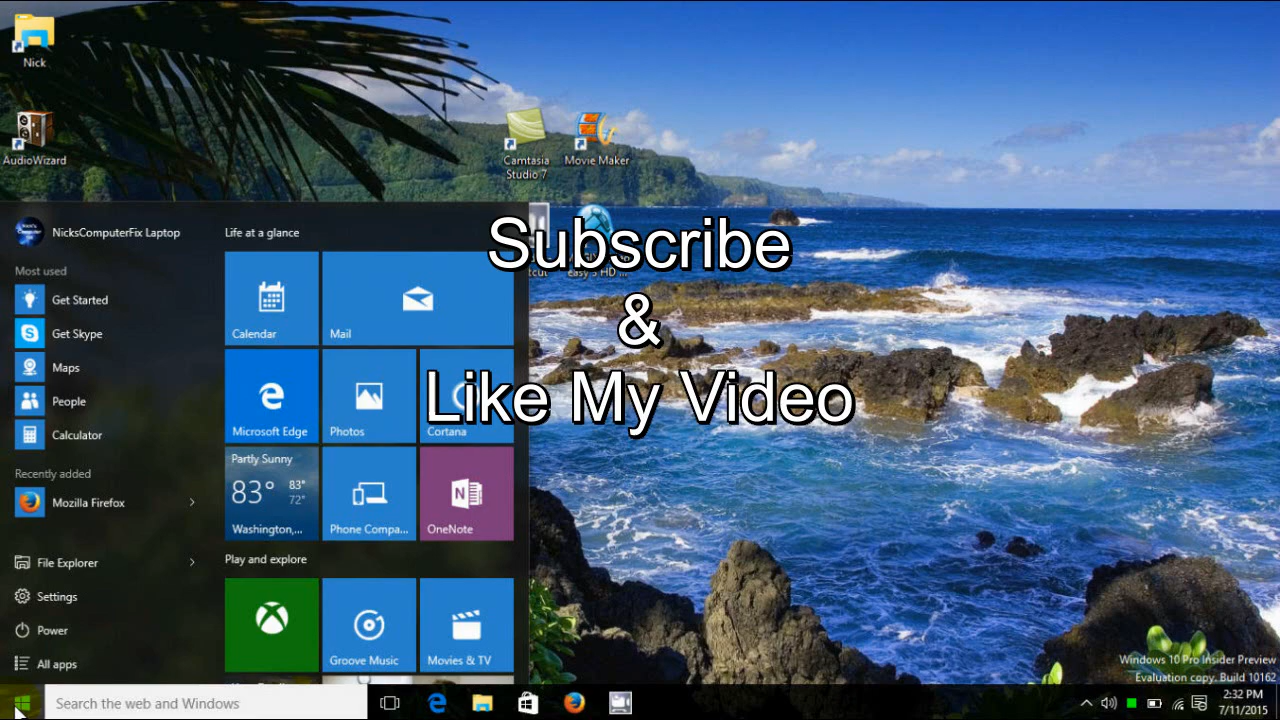 Nick
AudioWizard
Camtasia
Studio 7
Movie Maker
easy 3 HD ...
Subscribe
&
Like My Video
NicksComputerFix Laptop
Most used
Get Started
Get Skype
Maps
People
Calculator
Recently added
Mozilla Firefox
File Explorer
Settings
Power
All apps
Life at a glance
Calendar
Mail
Microsoft Edge
Photos
Cortana
Partly Sunny
83°
83°
72°
Washington,...
Phone Compa...
OneNote
Play and explore
Groove Music
Movies & TV
Windows 10 Pro Insider Preview
Evaluation copy. Build 10162
Search the web and Windows
2:32 PM
7/11/2015